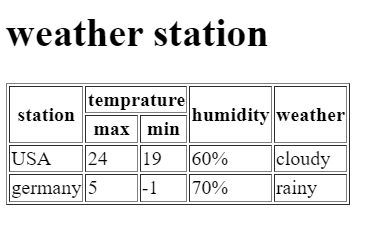 weather station
station temprature humidity weather
max min
USA 24 19 60% cloudy
germany 5 -1 70% rainy